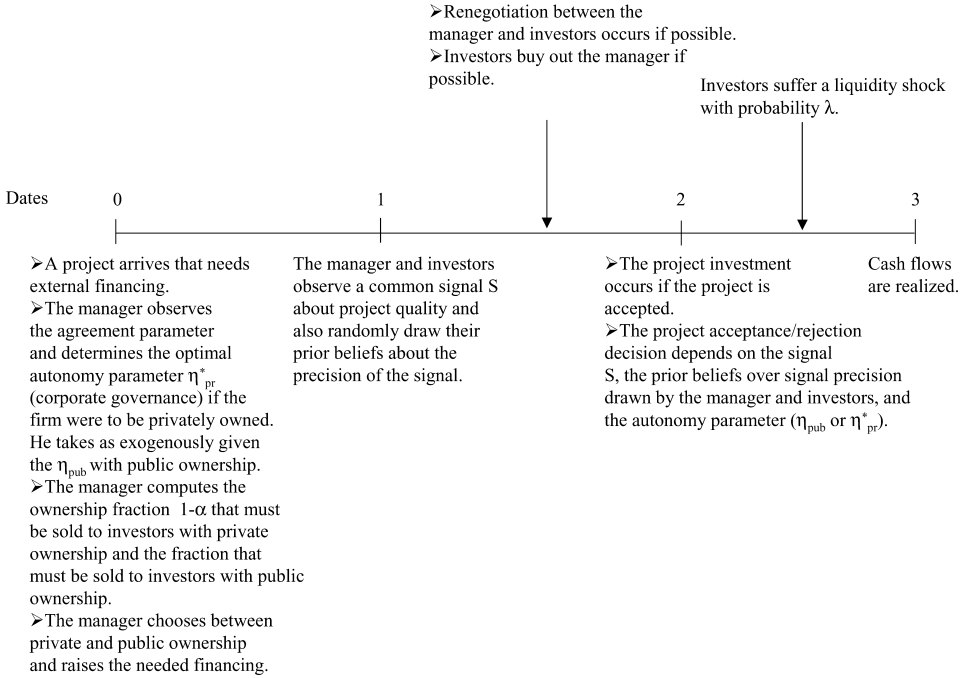 ➢Renegotiation between the
manager and investors occurs if possible.
➢Investors buy out the manager if
possible.
Investors suffer a liquidity shock
with probability λ.
Dates 0 1 2 3
➢A project arrives that needs
external financing.
➢The manager observes
the agreement parameter
and determines the optimal
autonomy parameter η*pr
(corporate governance) if the
firm were to be privately owned.
He takes as exogenously given
the ηpub with public ownership.
➢The manager computes the
ownership fraction 1-α that must
be sold to investors with private
ownership and the fraction that
must be sold to investors with public
ownership.
➢The manager chooses between
private and public ownership
and raises the needed financing.
The manager and investors
observe a common signal S
about project quality and
also randomly draw their
prior beliefs about the
precision of the signal.
➢The project investment
occurs if the project is
accepted.
➢The project acceptance/rejection
decision depends on the signal
S, the prior beliefs over signal precision
drawn by the manager and investors, and
the autonomy parameter (ηpub or η*pr).
Cash flows
are realized.